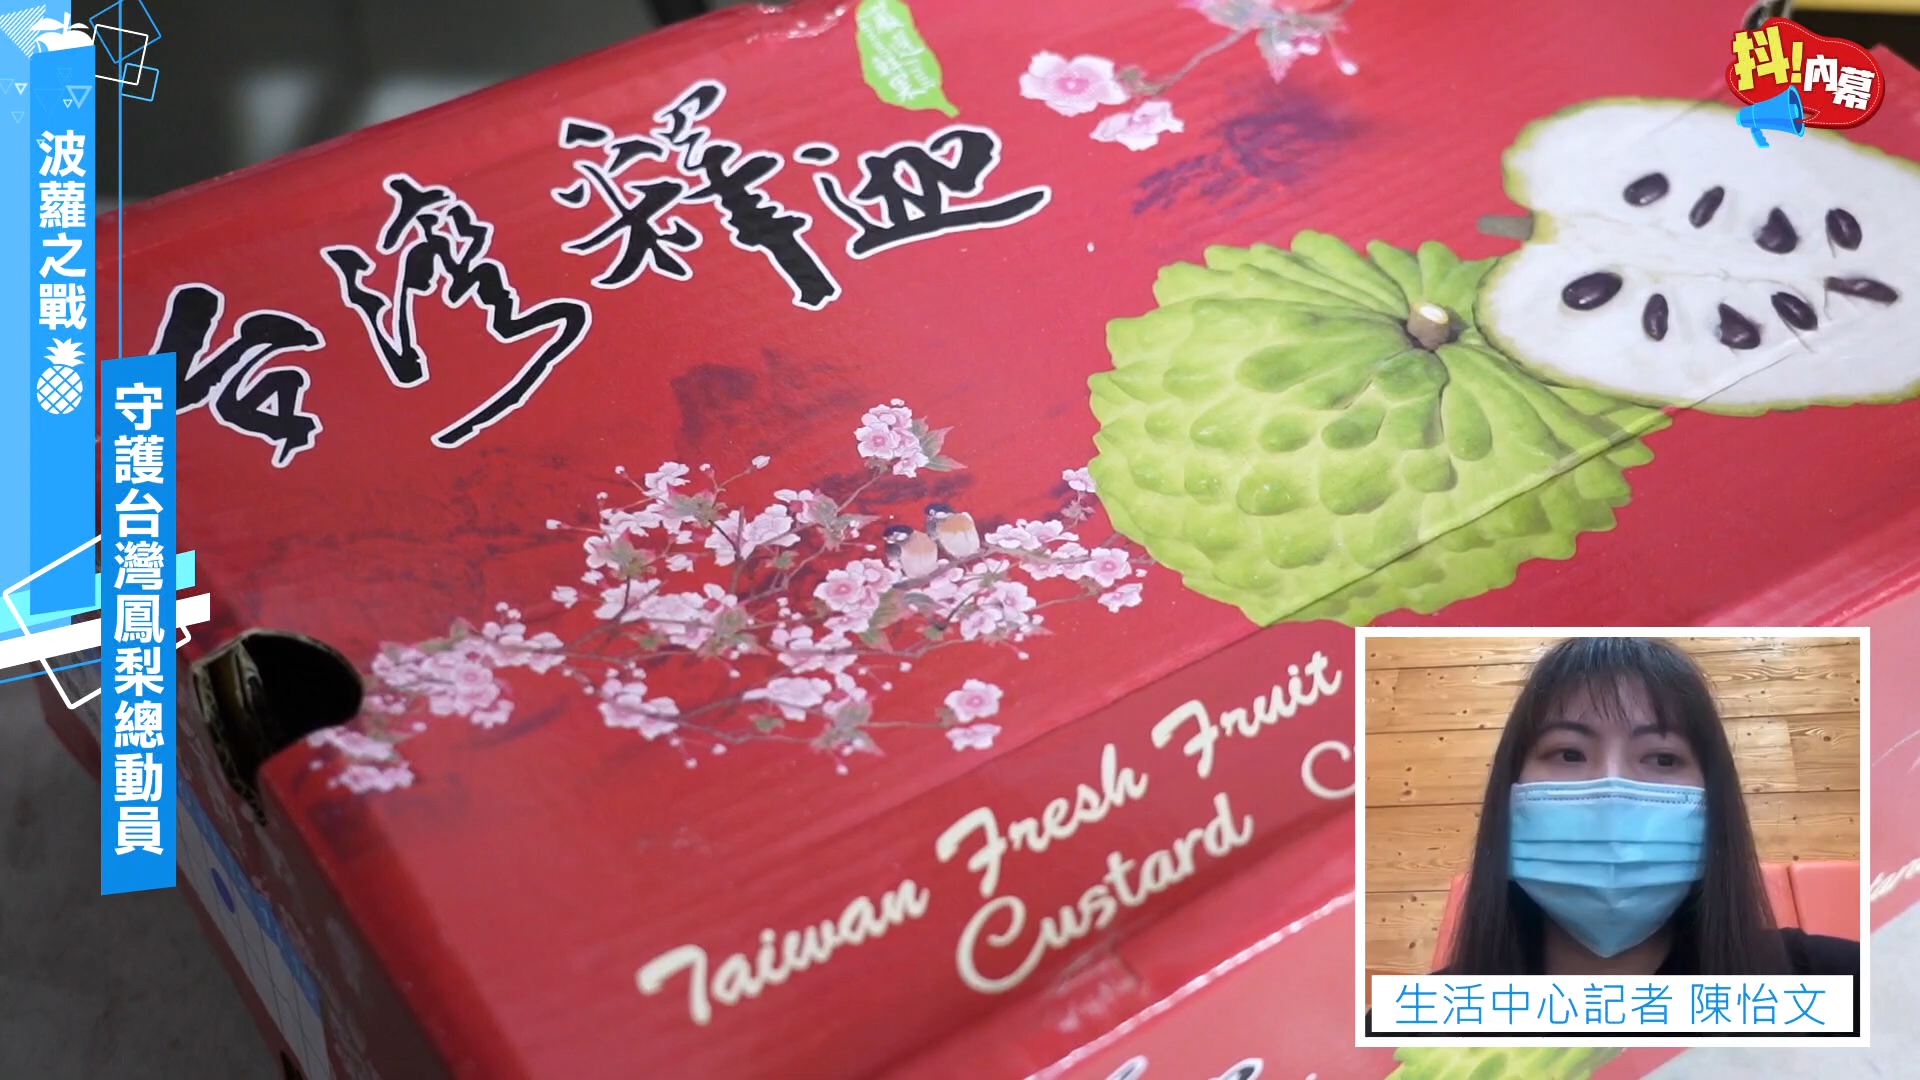 波蘿之戰
守護台灣鳳梨總動員
抖!內幕
台灣釋迦
Taiwan Fresh Fruit
Custard
生活中心記者 陳怡文